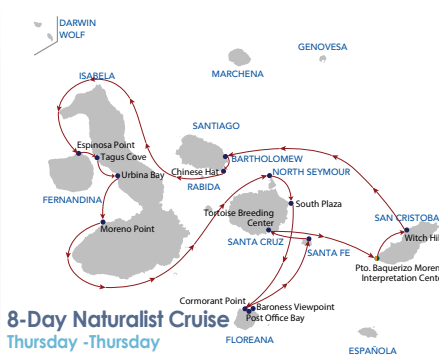 DARWIN
WOLF
GENOVESA
MARCHENA
ISABELA
SANTIAGO
Espinosa Point
Tagus Cove
BARTHOLOMEW
Chinese Hat
Urbina Bay
RABIDA
NORTH SEYMOUR
FERNANDINA
South Plaza
Tortoise Breeding
Center
SAN CRISTOBA
Moreno Point
Witch Hil
SANTA CRUZ
SANTA FE
Pto. Baquerizo Moren
Interpretation Cente
Cormorant Point
Baroness Viewpoint
Post Office Bay
8-Day Naturalist Cruise
Thursday -Thursday
FLOREANA
ESPAÑOLA